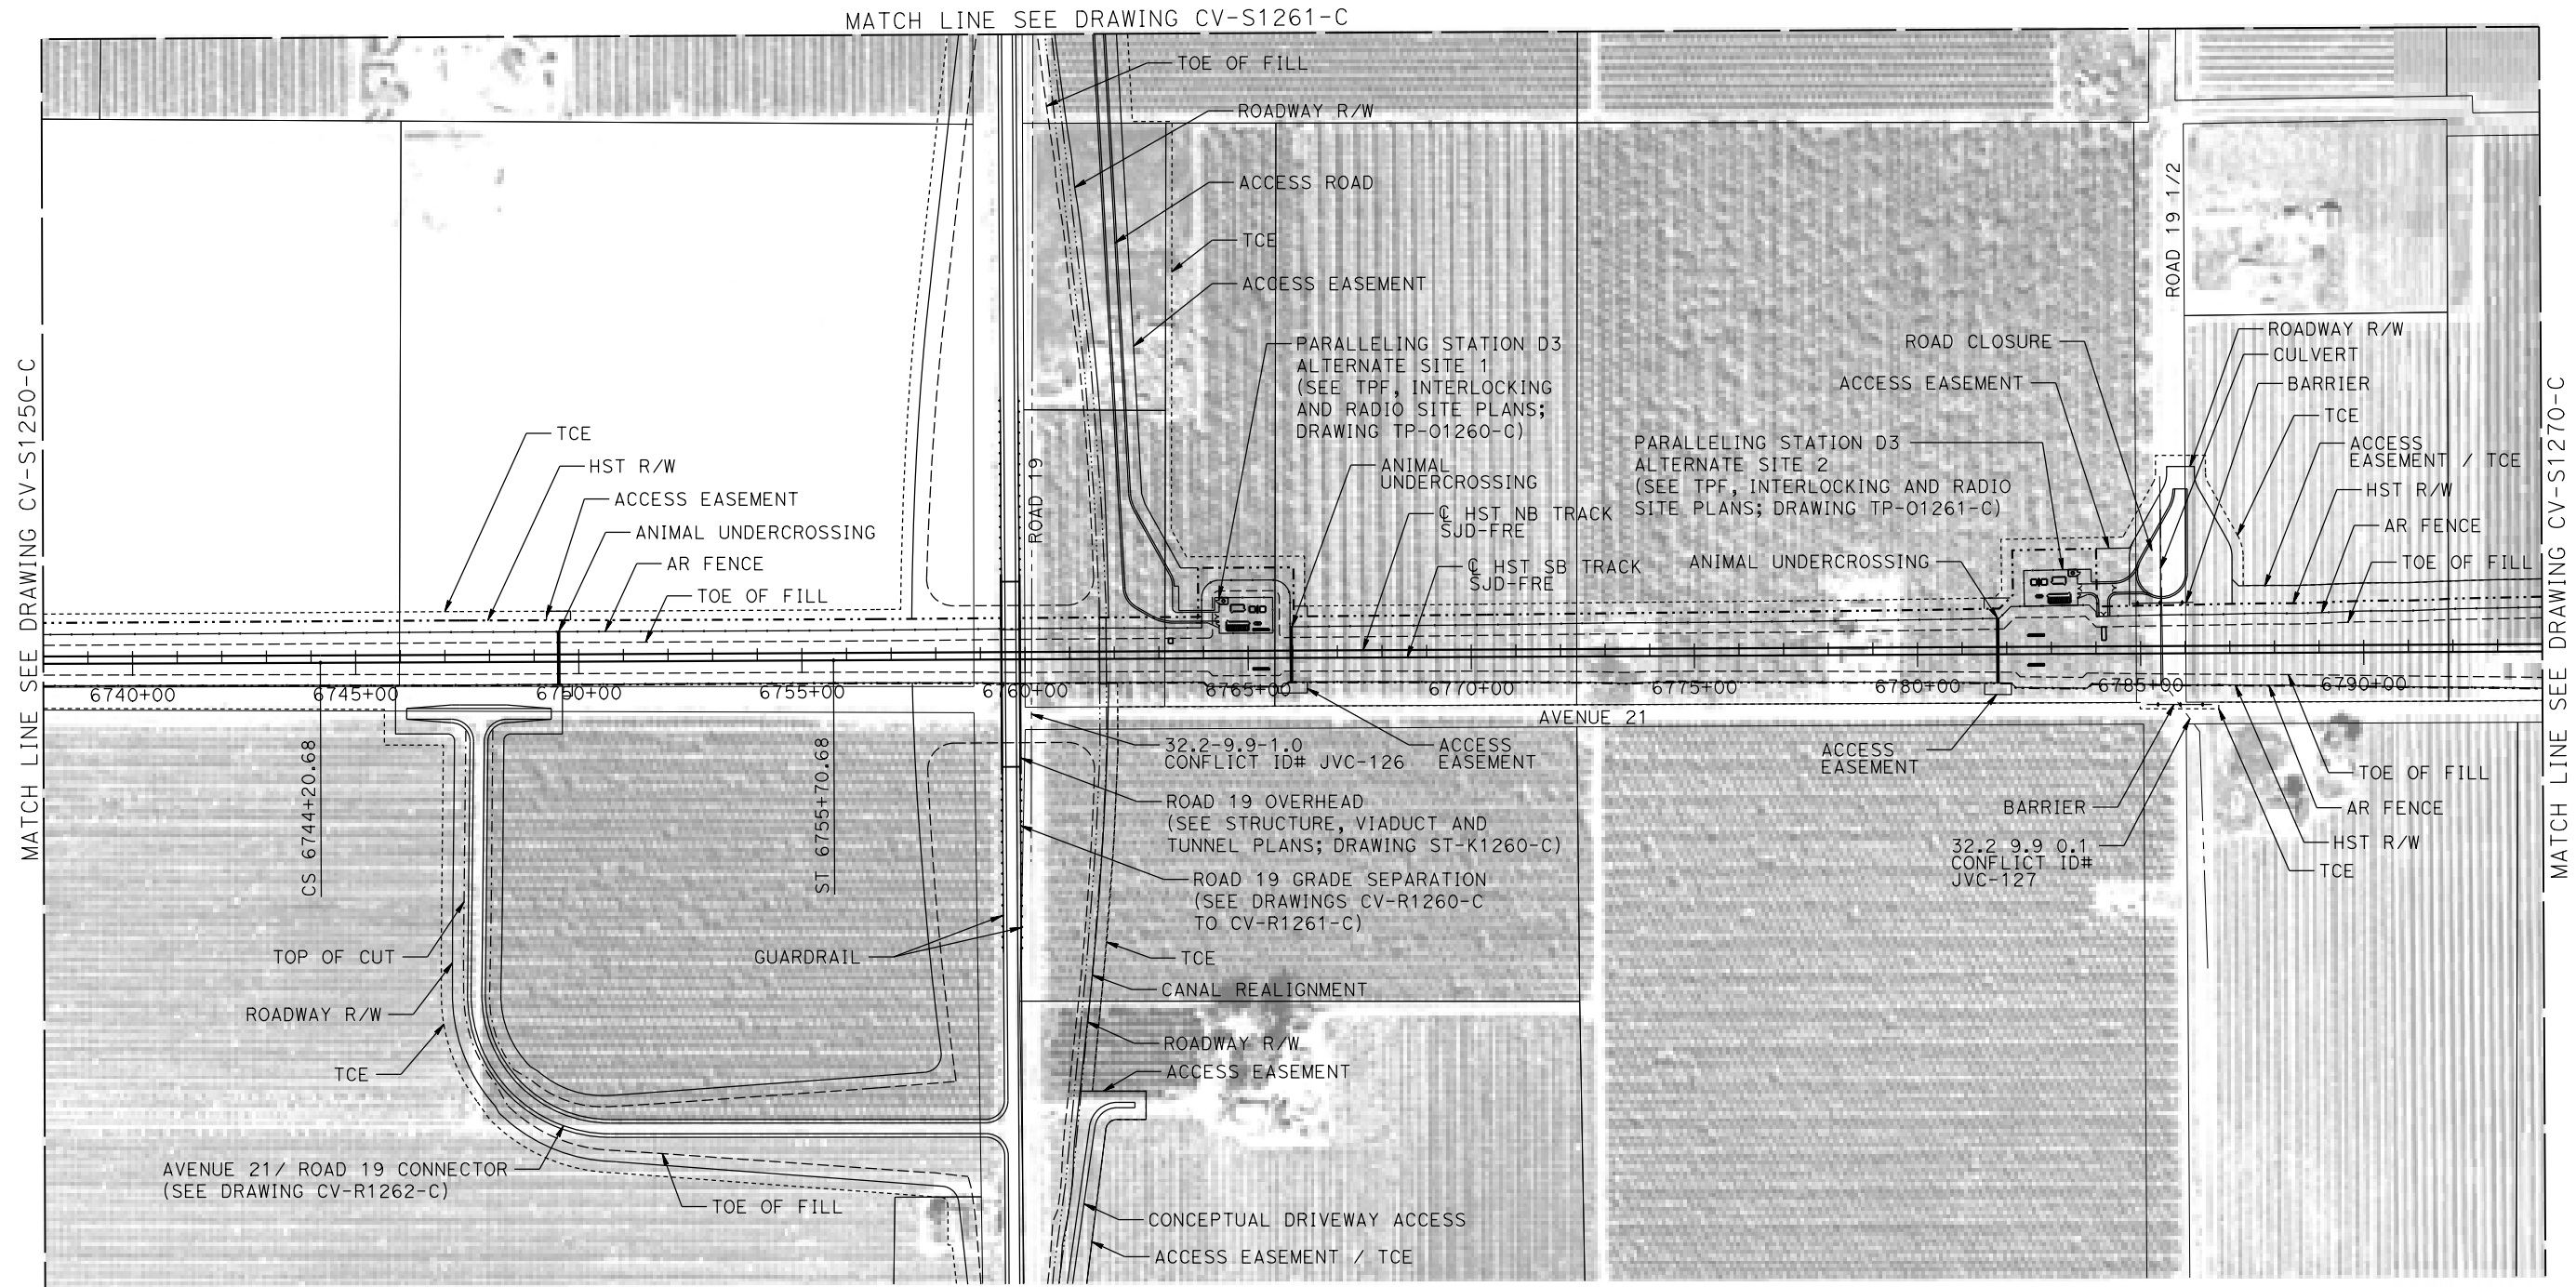 MATCH LINE SEE DRAWING CV-S1261-C
MATCH LINE SEE DRAWING CV-S1250-C
MATCH LINE SEE DRAWING CV-S1270-C
TOE OF FILL
ROADWAY R/W
ACCESS ROAD
TCE
ACCESS EASEMENT
PARALLELING STATION D3
ALTERNATE SITE 1
(SEE TPF, INTERLOCKING
AND RADIO SITE PLANS;
DRAWING TP-O1260-C)
ANIMAL
UNDERCROSSING
℄ HST NB TRACK
SJD-FRE
℄ HST SB TRACK
SJD-FRE
ROAD 19
ROAD 19 1/2
ROAD CLOSURE
ACCESS EASEMENT
PARALLELING STATION D3
ALTERNATE SITE 2
(SEE TPF, INTERLOCKING AND RADIO
SITE PLANS; DRAWING TP-O1261-C)
ANIMAL UNDERCROSSING
ROADWAY R/W
CULVERT
BARRIER
TCE
ACCESS
EASEMENT / TCE
HST R/W
AR FENCE
TOE OF FILL
TCE
HST R/W
ACCESS EASEMENT
ANIMAL UNDERCROSSING
AR FENCE
TOE OF FILL
6740+00
6745+00
6750+00
6755+00
6760+00
6765+00
6770+00
6775+00
6780+00
6785+00
6790+00
AVENUE 21
CS 6744+20.68
ST 6755+70.68
32.2-9.9-1.0
CONFLICT ID# JVC-126
ACCESS
EASEMENT
ROAD 19 OVERHEAD
(SEE STRUCTURE, VIADUCT AND
TUNNEL PLANS; DRAWING ST-K1260-C)
ROAD 19 GRADE SEPARATION
(SEE DRAWINGS CV-R1260-C
TO CV-R1261-C)
GUARDRAIL
TCE
CANAL REALIGNMENT
ROADWAY R/W
ACCESS EASEMENT
CONCEPTUAL DRIVEWAY ACCESS
ACCESS EASEMENT / TCE
TOP OF CUT
ROADWAY R/W
TCE
AVENUE 21/ ROAD 19 CONNECTOR
(SEE DRAWING CV-R1262-C)
TOE OF FILL
ACCESS
EASEMENT
BARRIER
32.2 9.9 0.1
CONFLICT ID#
JVC-127
TOE OF FILL
AR FENCE
HST R/W
TCE